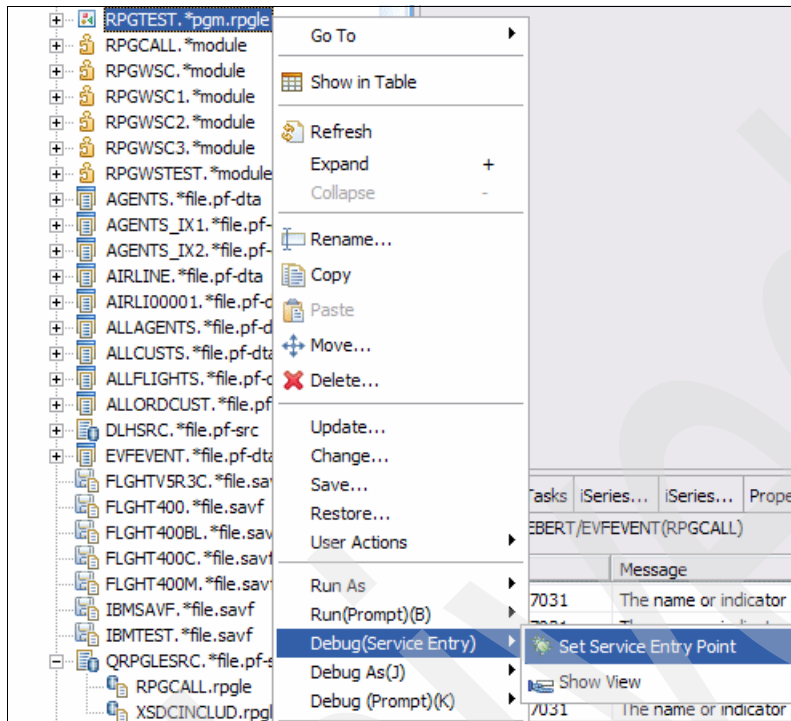 RPGTEST.*pgm.rpgle
RPGCALL.*module
RPGWSC.*module
RPGWSC1.*module
RPGWSC2.*module
RPGWSC3.*module
RPGWSTEST.*module
AGENTS.*file.pf-dta
AGENTS_IX1.*file.pf-
AGENTS_IX2.*file.pf-
AIRLINE.*file.pf-dta
AIRLI00001.*file.pf-d
ALLAGENTS.*file.pf-d
ALLCUSTS.*file.pf-dta
ALLFLIGHTS.*file.pf-d
ALLORDCUST.*file.pf
DLHSRC.*file.pf-src
EVFEVENT.*file.pf-dta
FLGHTV5R3C.*file.sa
FLGHT400.*file.savf
FLGHT400BL.*file.sav
FLGHT400C.*file.savf
FLGHT400M.*file.sav
IBMSAVF.*file.savf
IBMTEST.*file.savf
QRPGLESRC.*file.pf-s
RPGCALL.rpgle
XSDCINCLUD.rpgl
Go To
Show in Table
Refresh
Expand +
Collapse -
Rename...
Copy
Paste
Move...
Delete...
Update...
Change...
Save...
Restore...
User Actions
Run As
Run(Prompt)(B)
Debug(Service Entry)
Debug As(J)
Debug (Prompt)(K)
Set Service Entry Point
Show View
Tasks iSeries... iSeries... Prope
EBERT/EVFEVENT(RPGCALL)
Message
7031 The name or indicator
7031 The name or indicator